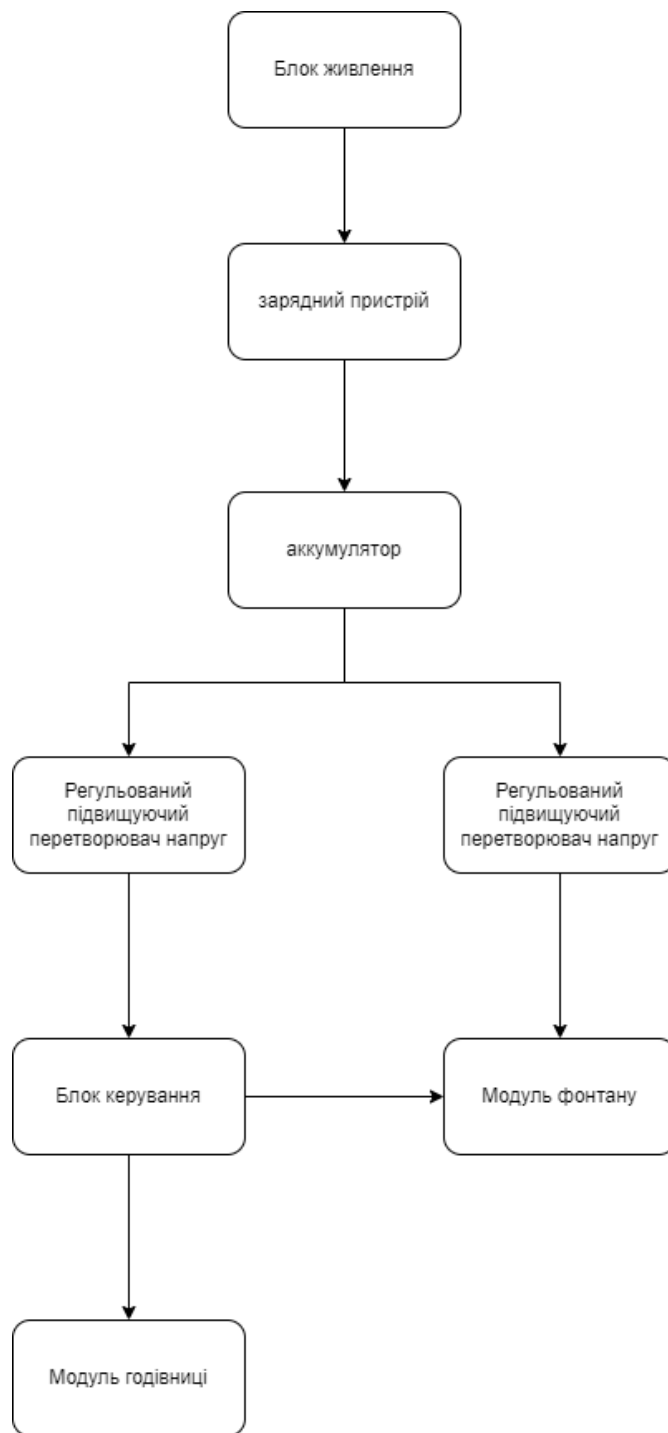 Блок живлення
зарядний пристрій
аккумулятор
Регульований
підвищуючий
перетворювач напруг
Регульований
підвищуючий
перетворювач напруг
Блок керування
Модуль фонтану
Модуль годівниці